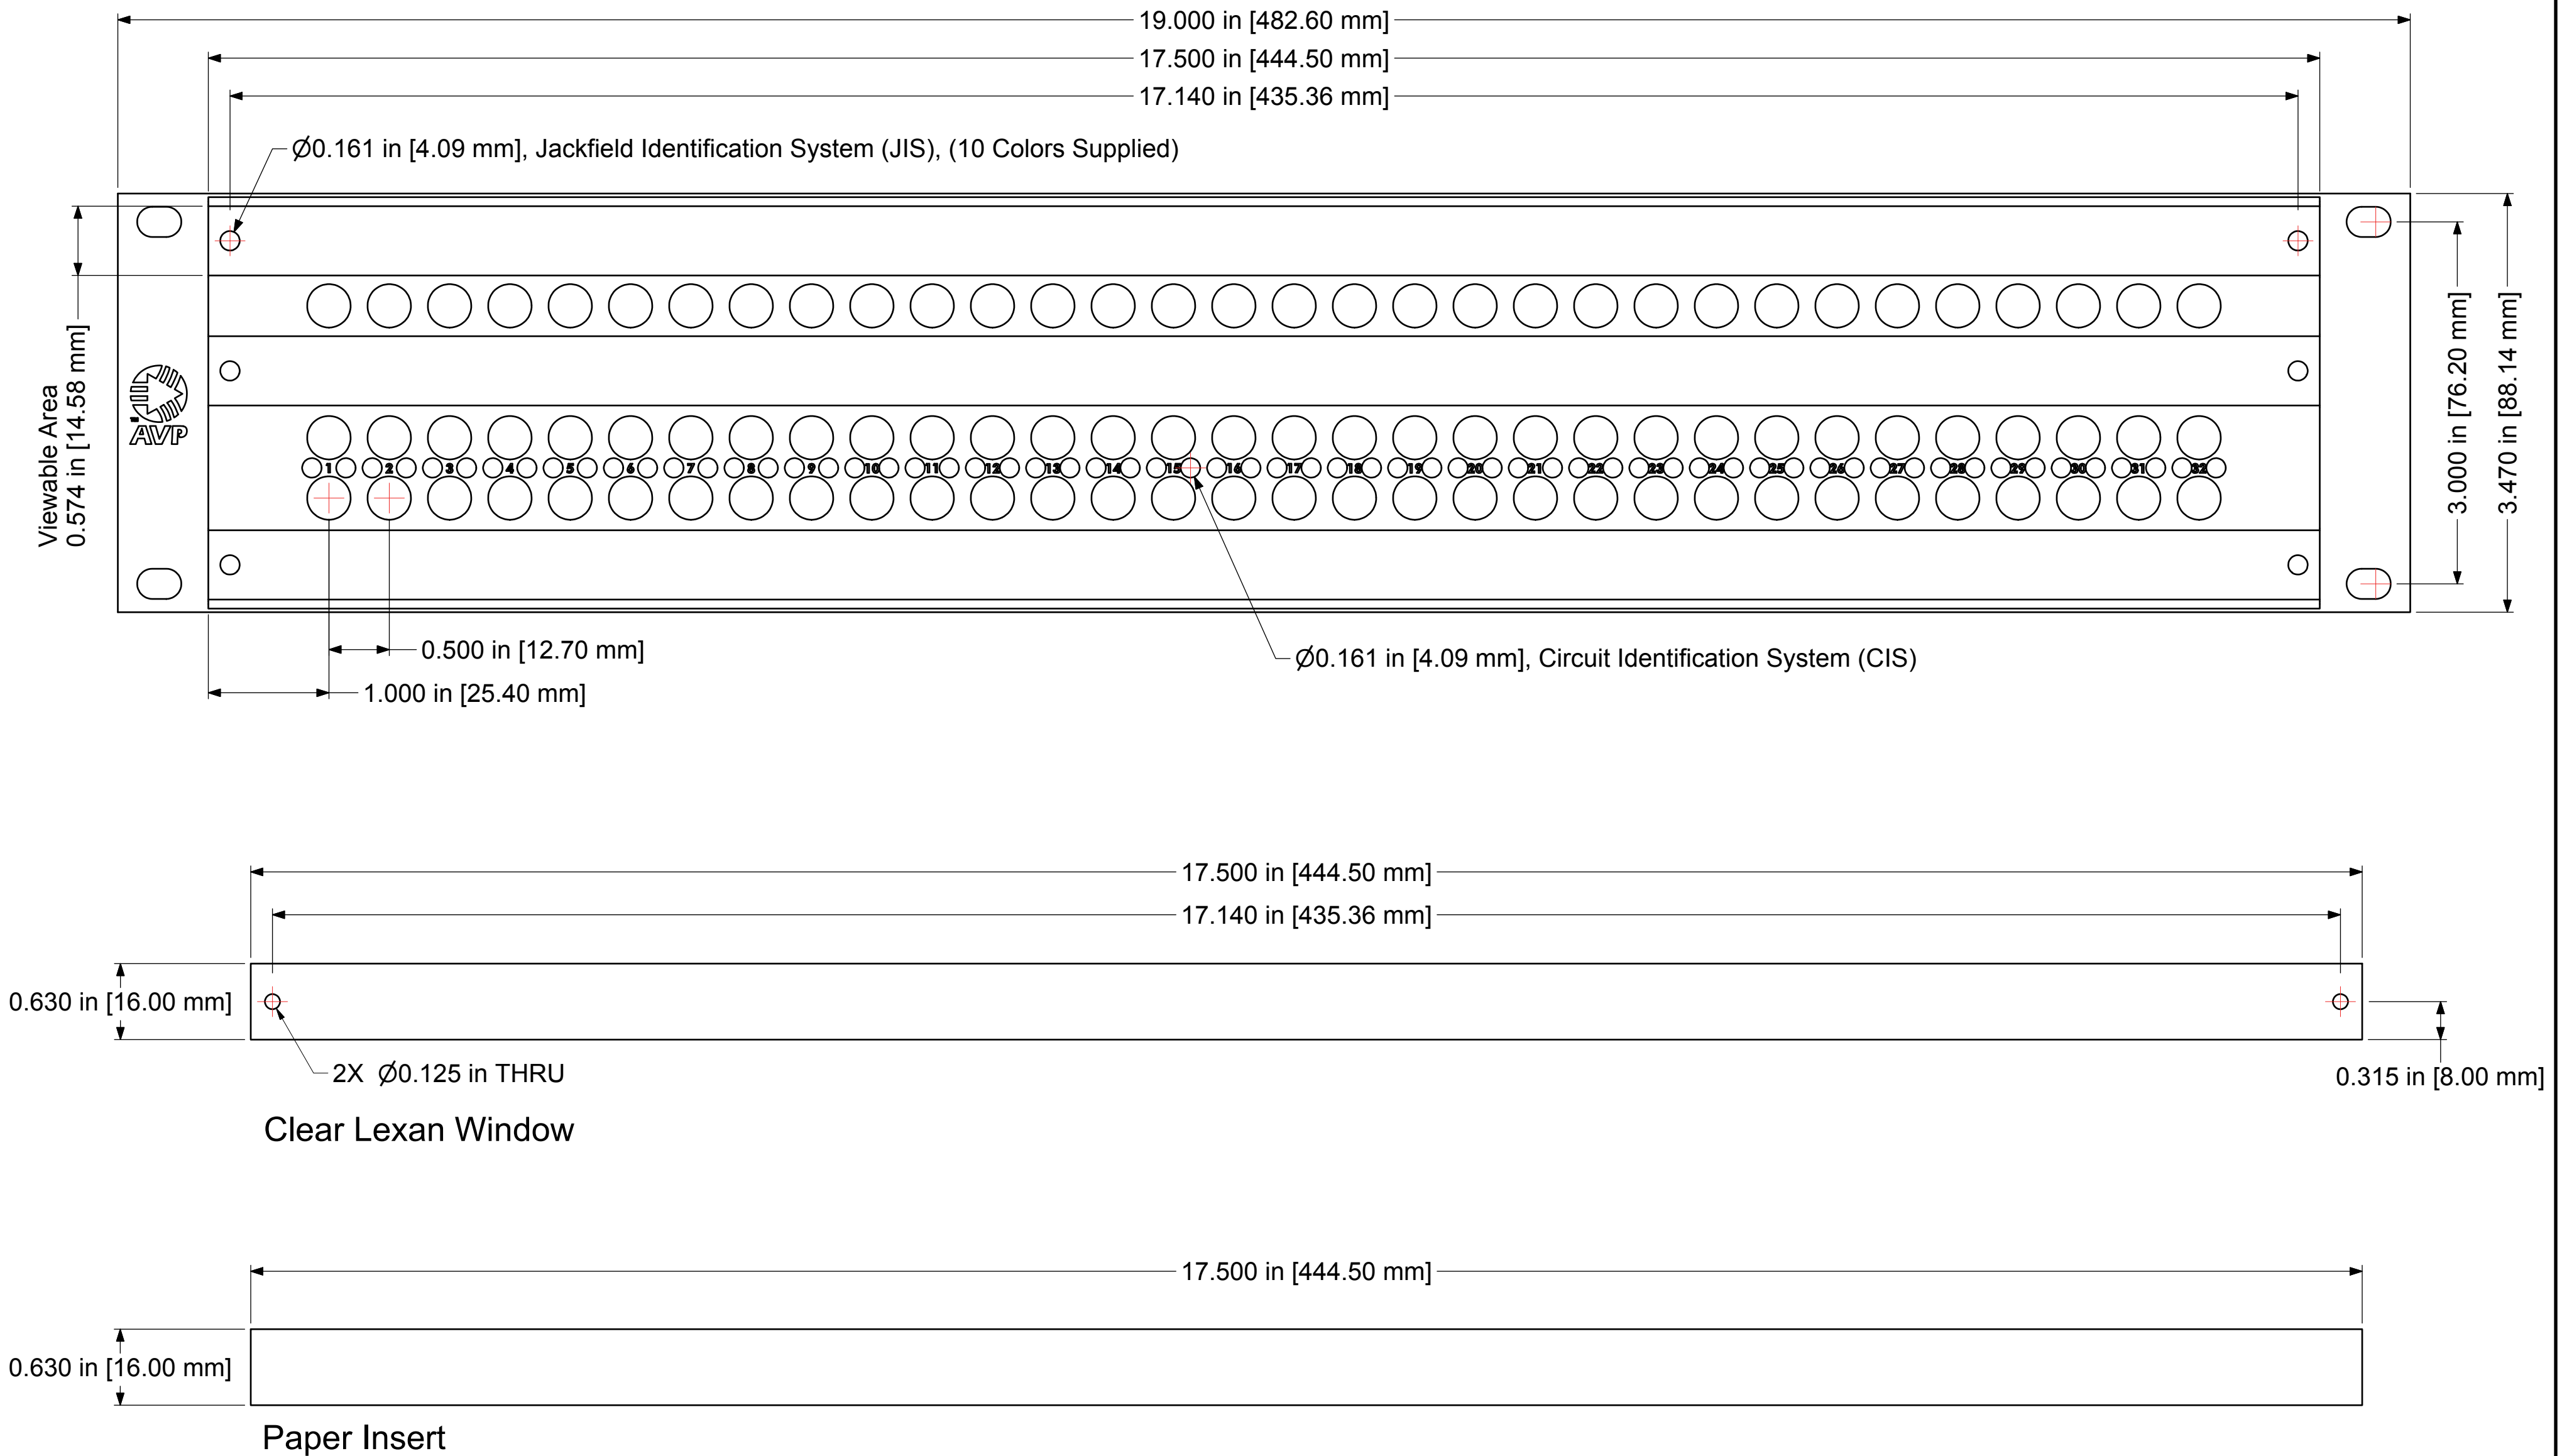 19.000 in [482.60 mm]
17.500 in [444.50 mm]
17.140 in [435.36 mm]
Ø0.161 in [4.09 mm], Jackfield Identification System (JIS), (10 Colors Supplied)
Viewable Area
0.574 in [14.58 mm]
AVP
1 2 3 4 5 6 7 8 9 10 11 12 13 14 15 16 17 18 19 20 21 22 23 24 25 26 27 28 29 30 31 32
3.000 in [76.20 mm]
3.470 in [88.14 mm]
0.500 in [12.70 mm]
Ø0.161 in [4.09 mm], Circuit Identification System (CIS)
1.000 in [25.40 mm]
17.500 in [444.50 mm]
17.140 in [435.36 mm]
0.630 in [16.00 mm]
2X Ø0.125 in THRU
0.315 in [8.00 mm]
Clear Lexan Window
17.500 in [444.50 mm]
0.630 in [16.00 mm]
Paper Insert